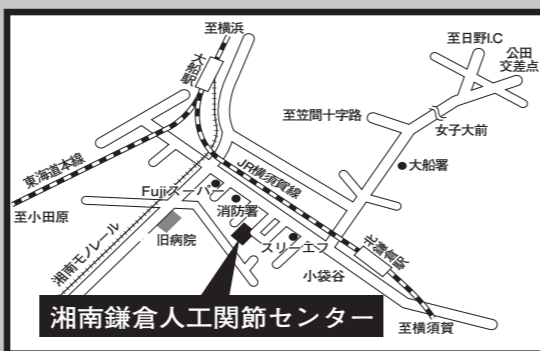 至横浜
大船駅
至日野I.C
公田
交差点
至笠間十字路
女子大前
大船署
東海道本線
JR横須賀線
Fujiスーパー
消防署
至小田原
湘南モノレール
旧病院
スリーエフ
北鎌倉駅
小袋谷
湘南鎌倉人工関節センター
至横須賀